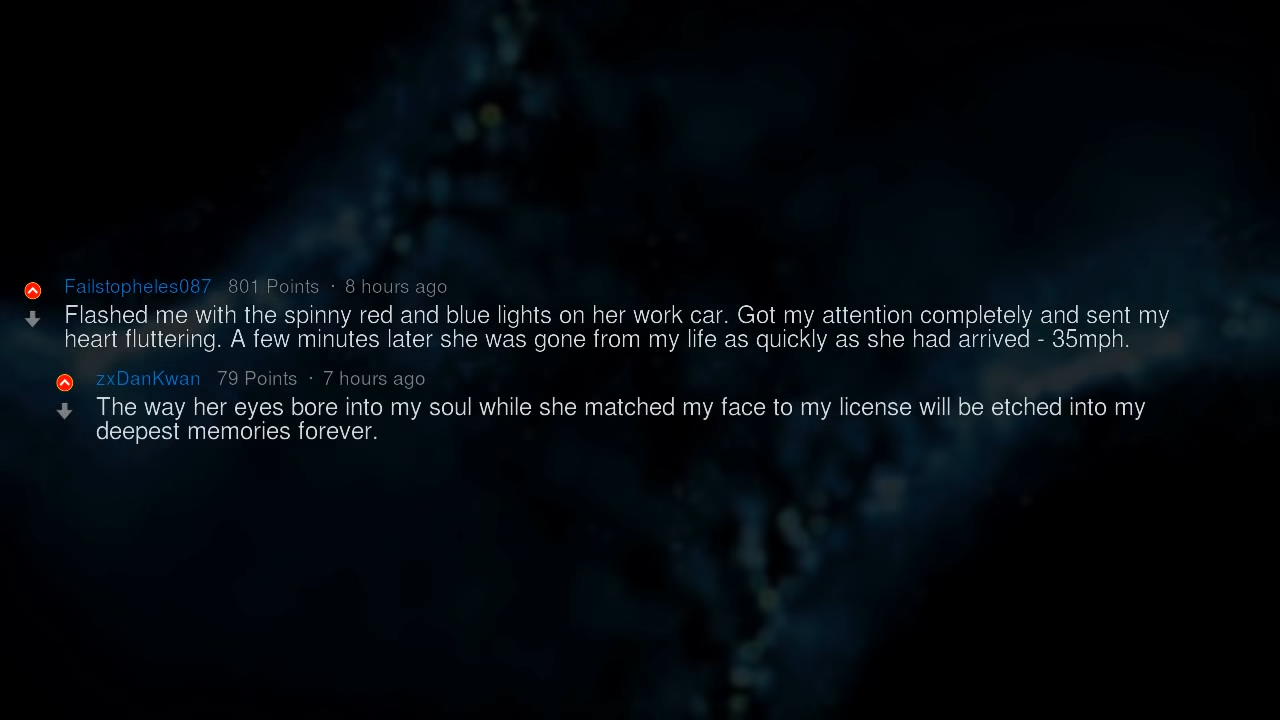 Failstopheles087 801 Points · 8 hours ago
Flashed me with the spinny red and blue lights on her work car. Got my attention completely and sent my
heart fluttering. A few minutes later she was gone from my life as quickly as she had arrived - 35mph.
zxDanKwan 79 Points · 7 hours ago
The way her eyes bore into my soul while she matched my face to my license will be etched into my
deepest memories forever.